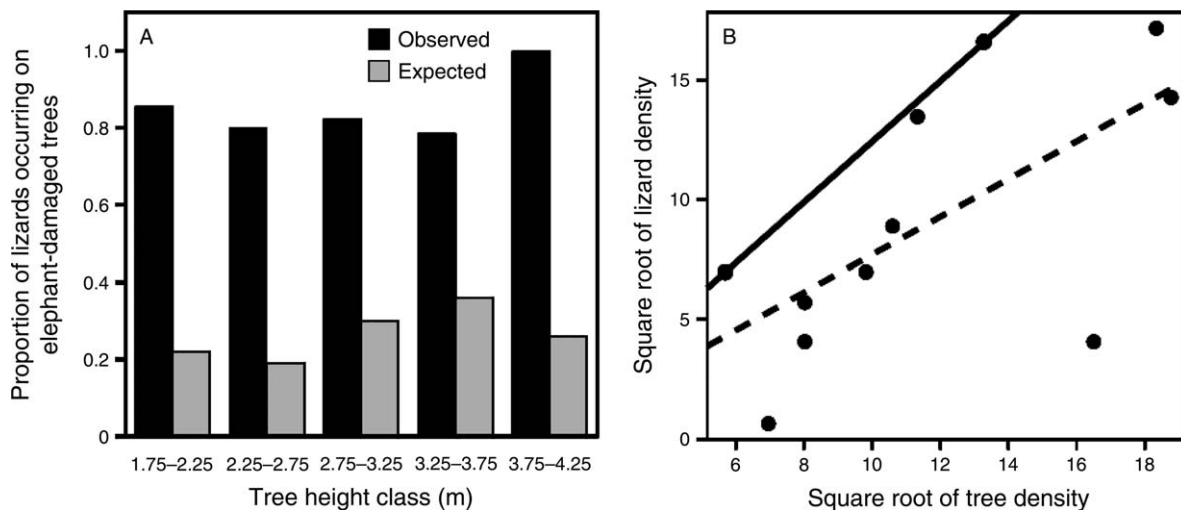 A
Observed
Expected
Proportion of lizards occurring on
elephant-damaged trees
1.0
0.8
0.6
0.4
0.2
0
1.75–2.25 2.25–2.75 2.75–3.25 3.25–3.75 3.75–4.25
Tree height class (m)
B
Square root of lizard density
15
10
5
0
6 8 10 12 14 16 18
Square root of tree density